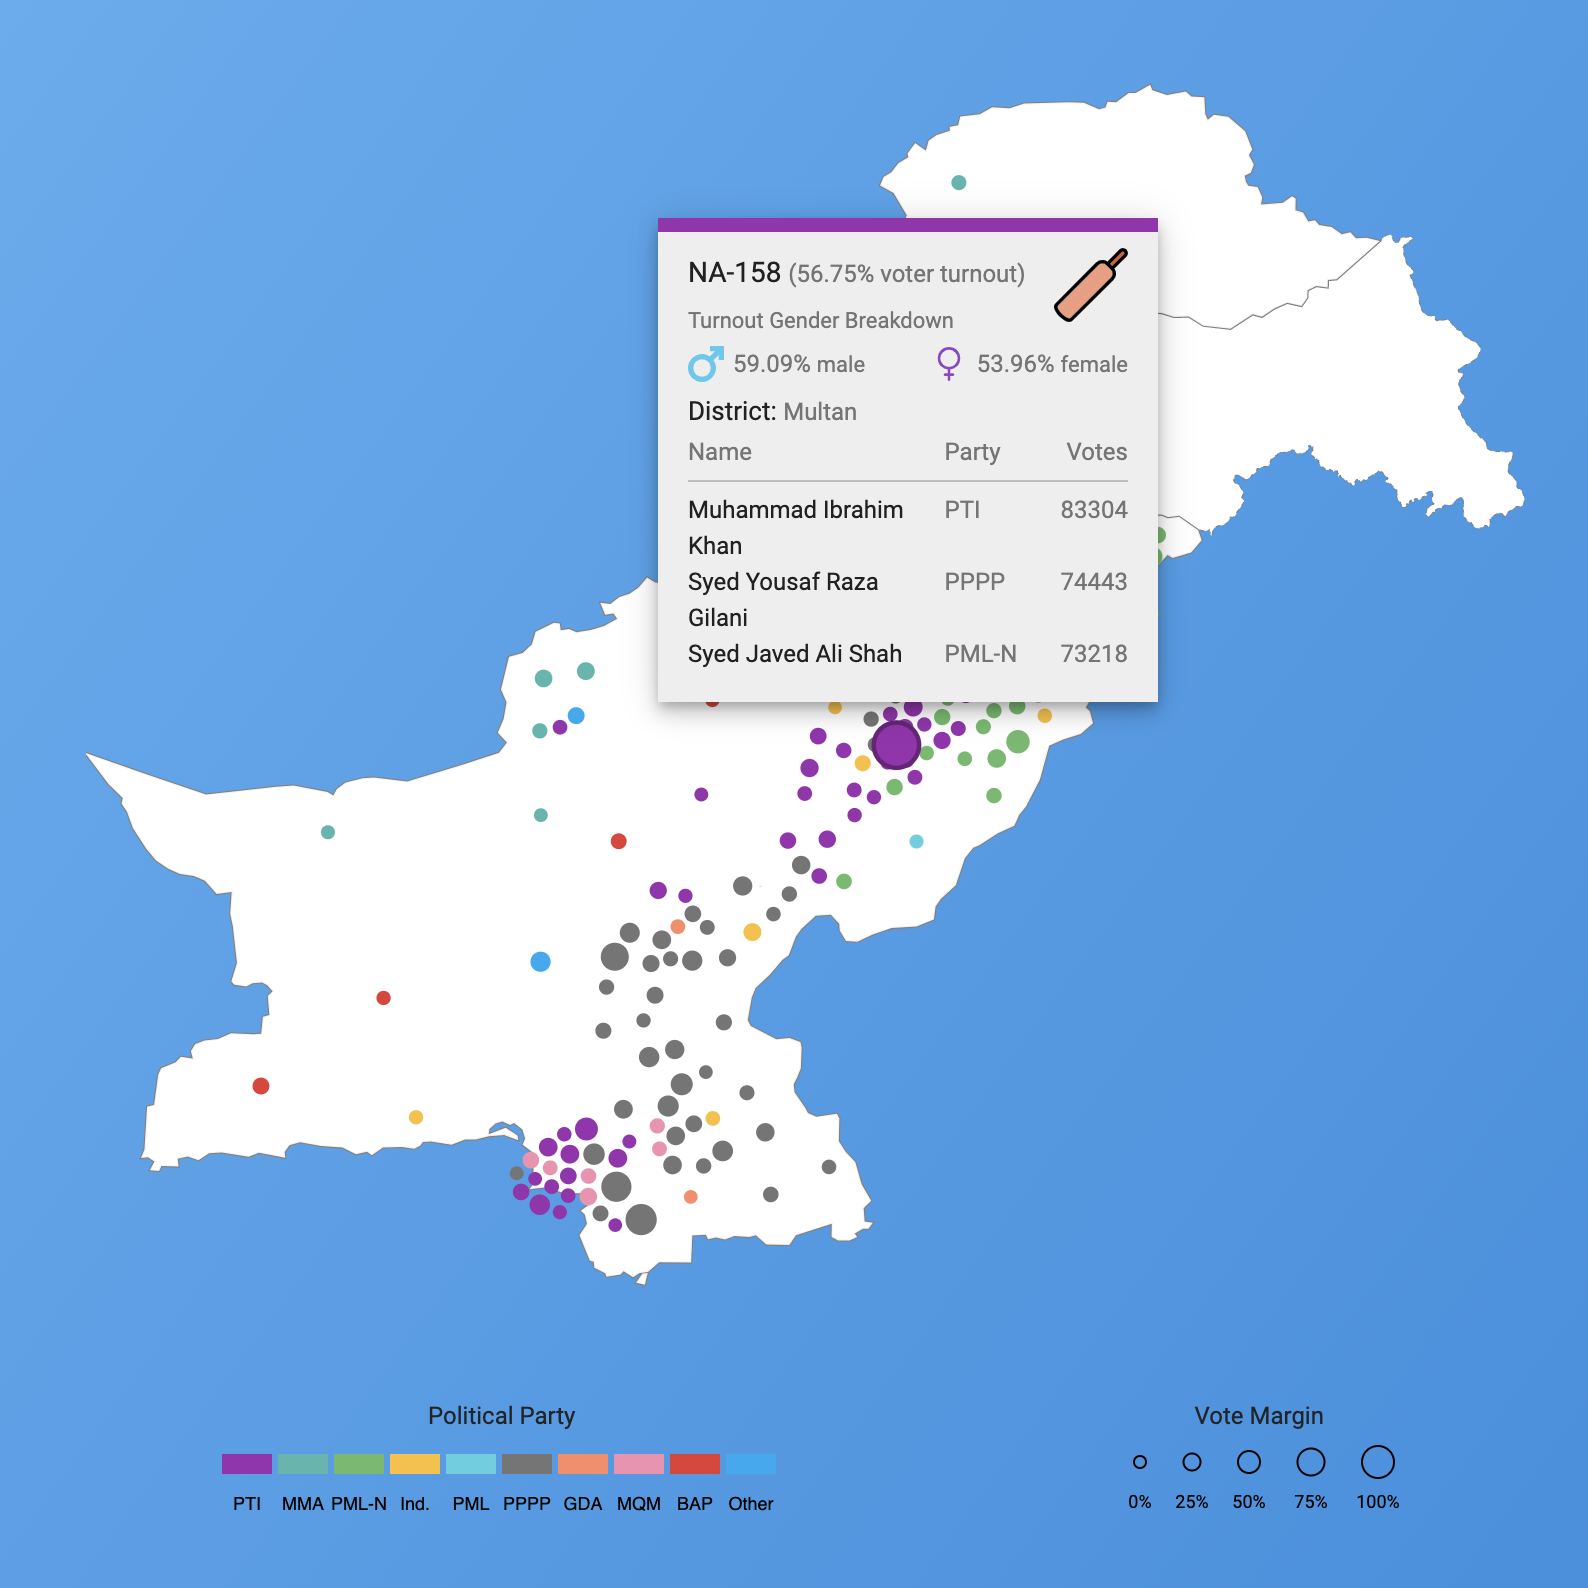 NA-158 (56.75% voter turnout)
Turnout Gender Breakdown
59.09% male 53.96% female
District: Multan
Name Party Votes
Muhammad Ibrahim PTI 83304
Khan
Syed Yousaf Raza PPPP 74443
Gilani
Syed Javed Ali Shah PML-N 73218
Political Party
PTI MMA PML-N Ind. PML PPPP GDA MQM BAP Other
Vote Margin
0% 25% 50% 75% 100%